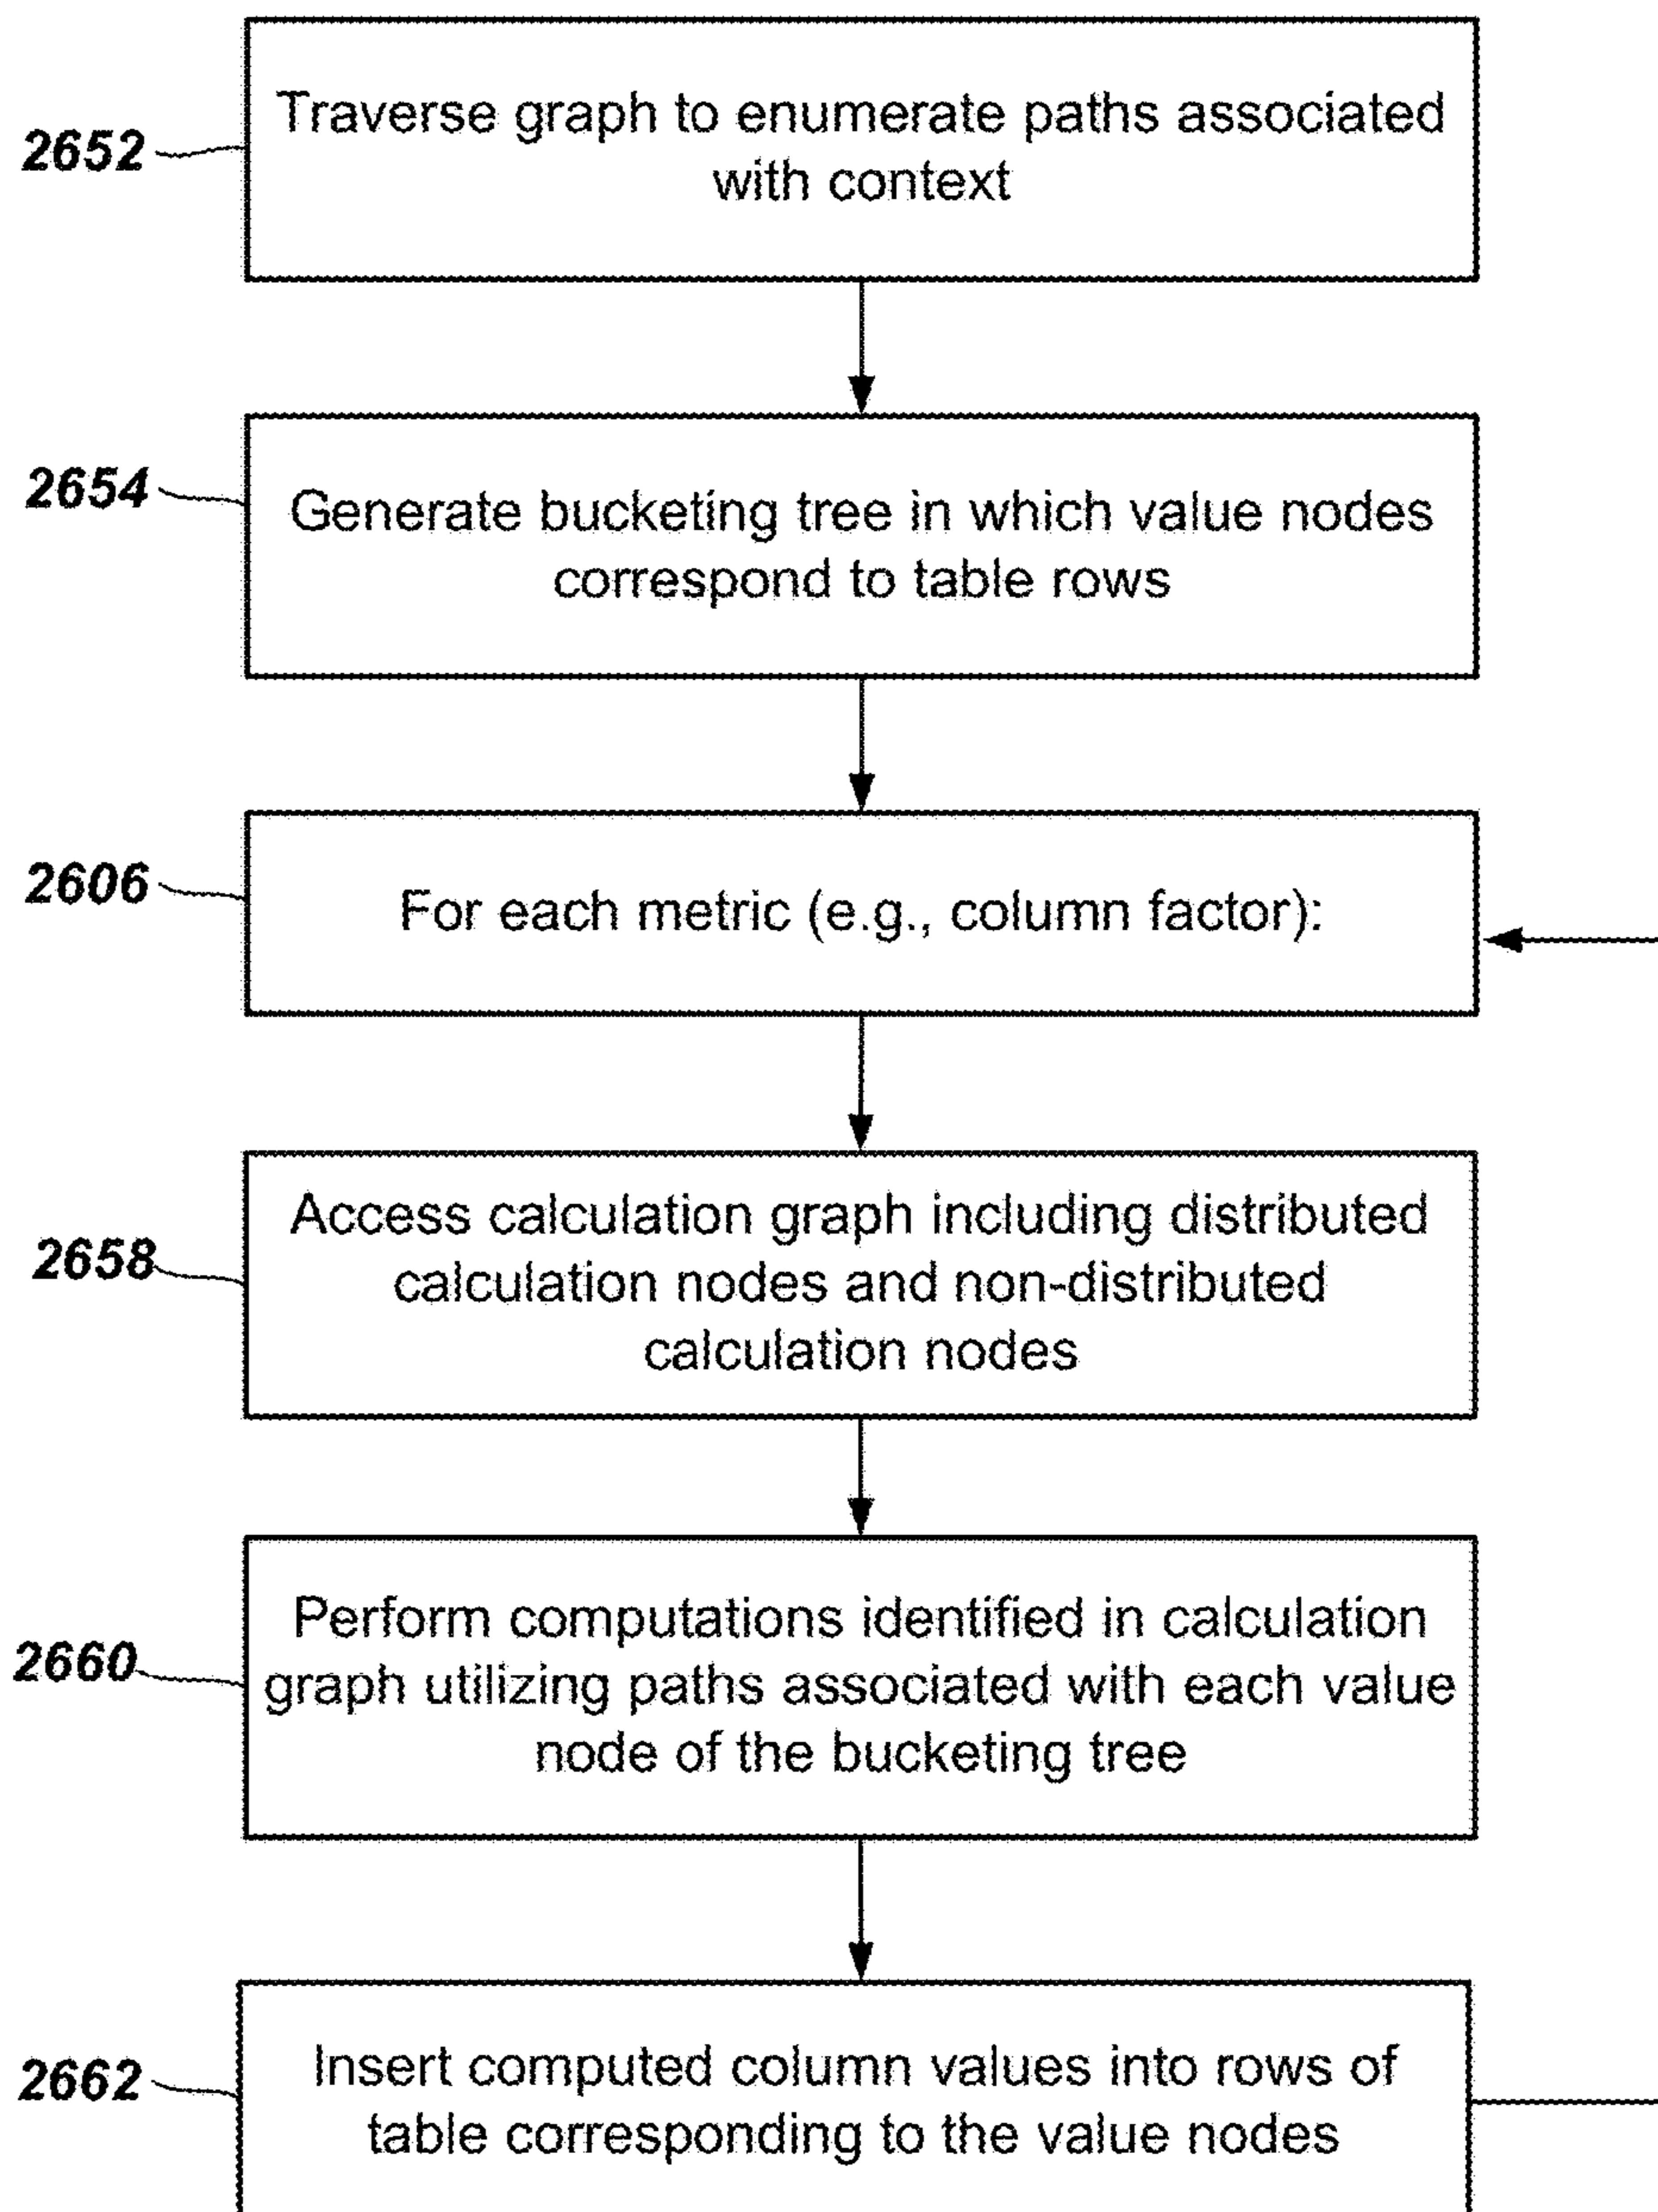 2652
Traverse graph to enumerate paths associated
with context
2654
Generate bucketing tree in which value nodes
correspond to table rows
2606
For each metric (e.g., column factor):
2658
Access calculation graph including distributed
calculation nodes and non-distributed
calculation nodes
2660
Perform computations identified in calculation
graph utilizing paths associated with each value
node of the bucketing tree
2662
Insert computed column values into rows of
table corresponding to the value nodes